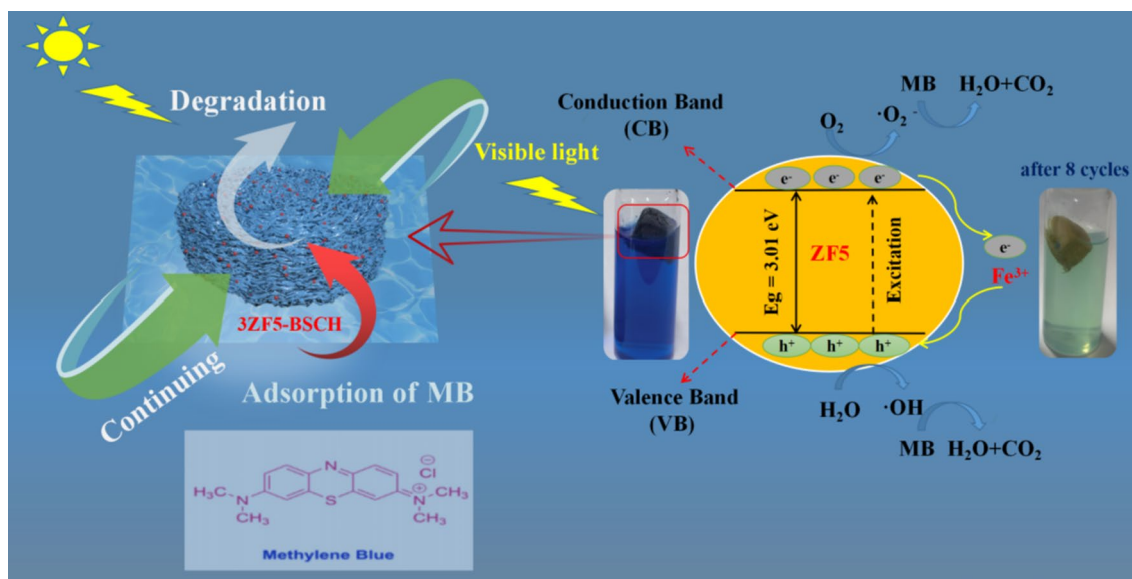 Degradation
3ZF5-BSCH
Continuing
Adsorption of MB
N
S
H₃C
N
CH₃
Cl
⊖
⊕
N
CH₃
CH₃
Methylene Blue
Visible light
Conduction Band
(CB)
O₂
·O₂⁻
MB
H₂O+CO₂
e⁻ e⁻ e⁻
Eg = 3.01 eV
ZF5
Excitation
h⁺ h⁺ h⁺
Valence Band
(VB)
H₂O
·OH
MB
H₂O+CO₂
e⁻
Fe³⁺
after 8 cycles